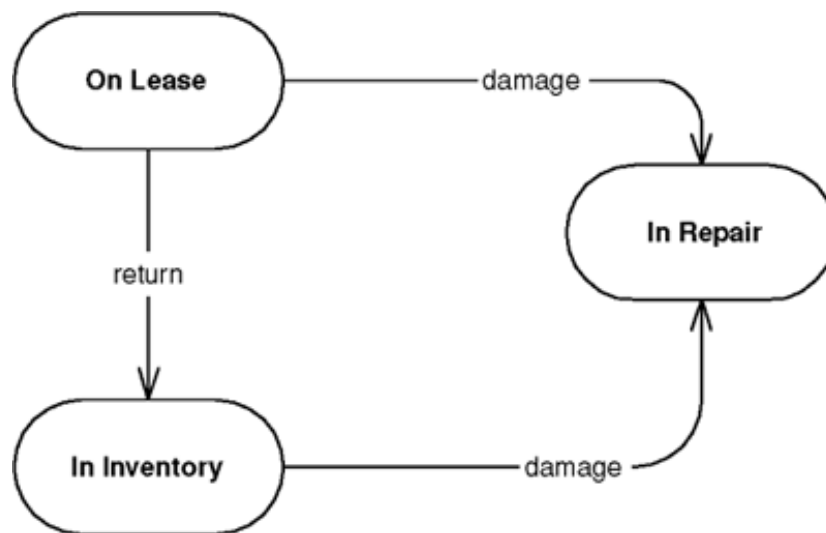 On Lease
damage
In Repair
return
In Inventory
damage